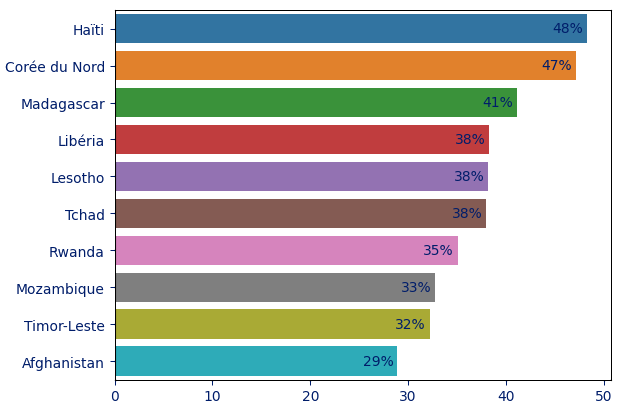 Haïti 48%
Corée du Nord 47%
Madagascar 41%
Libéria 38%
Lesotho 38%
Tchad 38%
Rwanda 35%
Mozambique 33%
Timor-Leste 32%
Afghanistan 29%
0 10 20 30 40 50